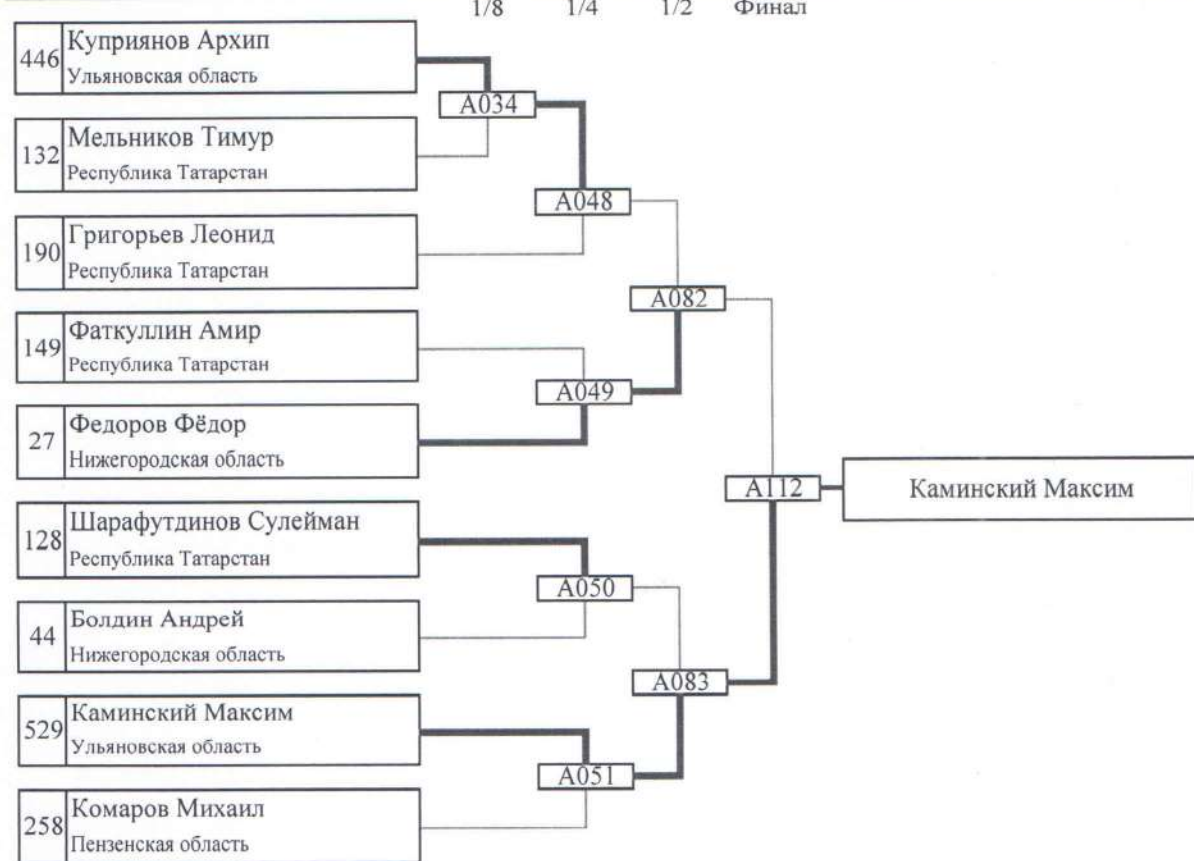 1/8 1/4 1/2 Финал
446 Куприянов Архип
Ульяновская область
A034
132 Мельников Тимур
Республика Татарстан
A048
190 Григорьев Леонид
Республика Татарстан
A082
149 Фаткуллин Амир
Республика Татарстан
A049
27 Федоров Фёдор
Нижегородская область
A112 Каминский Максим
128 Шарафутдинов Сулейман
Республика Татарстан
A050
44 Болдин Андрей
Нижегородская область
A083
529 Каминский Максим
Ульяновская область
A051
258 Комаров Михаил
Пензенская область